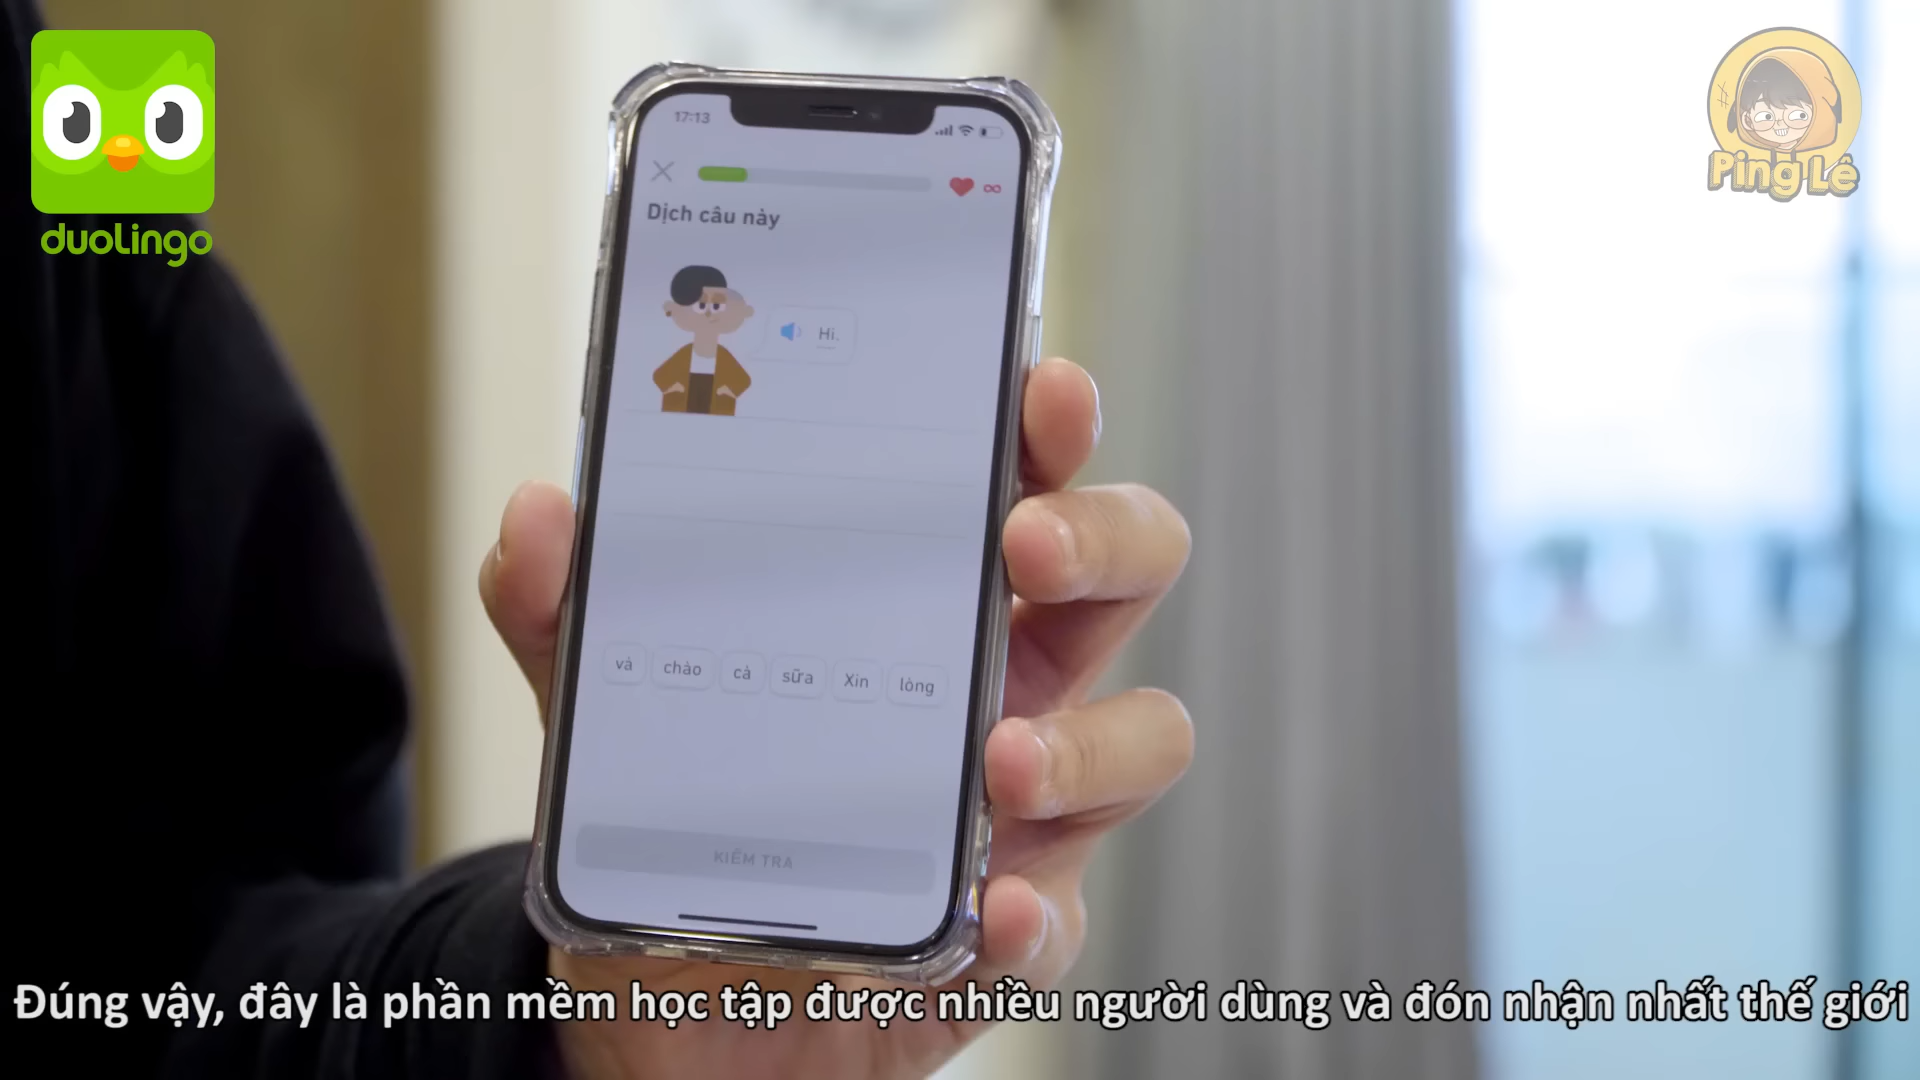 duolingo
Ping Lê
17:13
Dịch câu này
Hi.
và chào cà sữa Xin lòng
KIỂM TRA
Đúng vậy, đây là phần mềm học tập được nhiều người dùng và đón nhận nhất thế giới